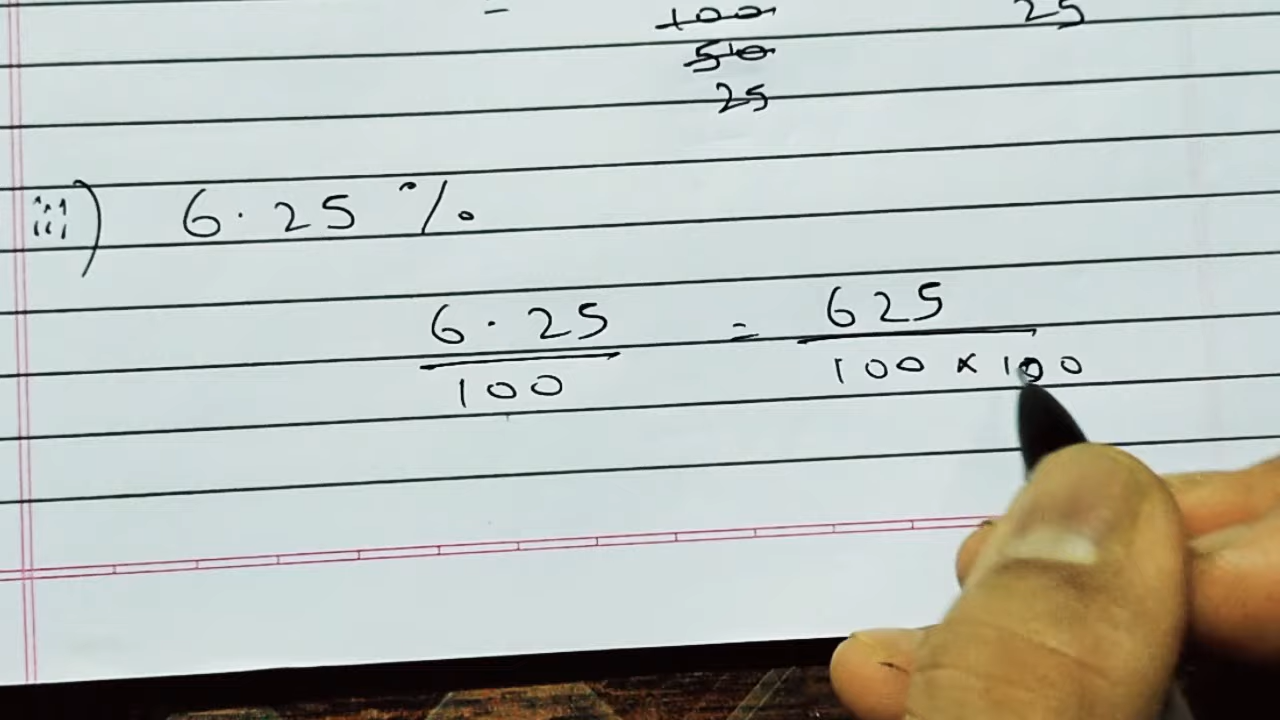 - 100 25
50
25
iii) 6.25 %
6.25 = 625
100 100 × 100